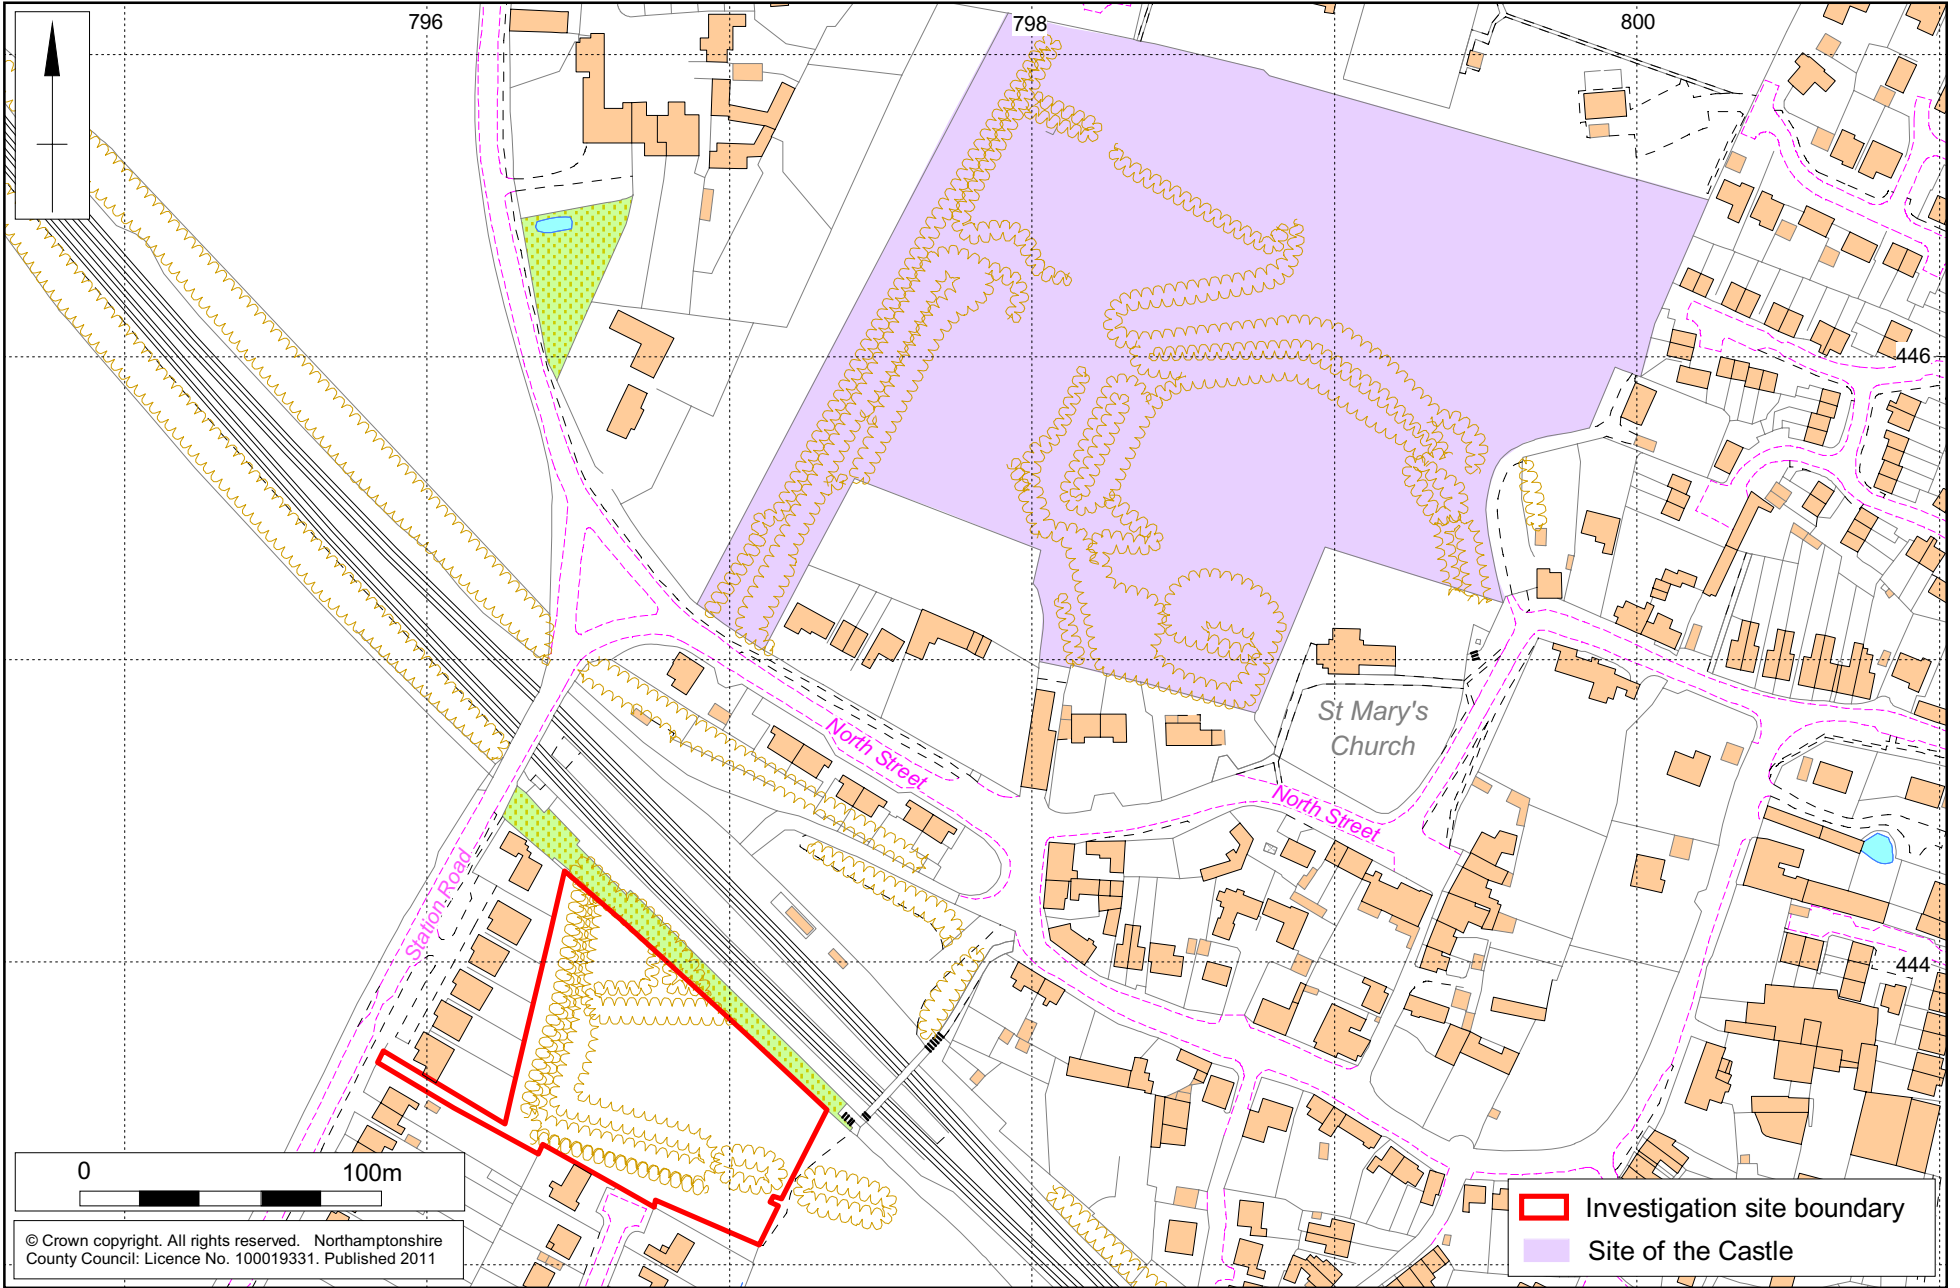 796
798
800
446
North Street
St Mary's
Church
North Street
Station Road
444
0 100m
© Crown copyright. All rights reserved. Northamptonshire
County Council: Licence No. 100019331. Published 2011
Investigation site boundary
Site of the Castle